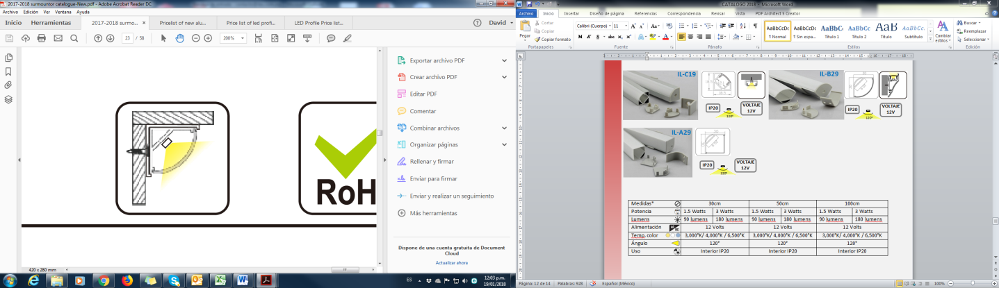 2017-2018 surmountor catalogue-New.pdf - Adobe Acrobat Reader DC
Archivo Edición Ver Ventana Ayuda
Inicio Herramientas 2017-2018 surmo... × Pricelist of new alu... Price list of led profi... LED Profile Price list... David
23 / 58 200%
Exportar archivo PDF
Crear archivo PDF
Editar PDF
Comentar
Combinar archivos
Organizar páginas
Rellenar y firmar
Enviar para firmar
Enviar y realizar un seguimiento
Más herramientas
Dispone de una cuenta gratuita de Document
Cloud
Actualizar ahora
RoH
420 x 280 mm
ES 12:03 p.m.
19/01/2018
CATALOGO 2018 - Microsoft Word
Archivo Inicio Insertar Diseño de página Referencias Correspondencia Revisar Vista PDF Architect 5 Creator
Pegar
Cortar
Copiar
Copiar formato
Portapapeles
Calibri (Cuerpo) 11
Fuente
Párrafo
AaBbCcDc AaBbCcDc AaBbC AaBbCc AaB AaBbCc.
¶ Normal ¶ Sin espa... Título 1 Título 2 Título Subtítulo
Cambiar
estilos
Estilos
Buscar
Reemplazar
Seleccionar
Edición
IL-C19
IP20
120°
VOLTAJE
12V
IL-B29
IP20
120°
VOLTAJE
12V
IL-A29
IP20
120°
VOLTAJE
12V
Medidas* 30cm 50cm 100cm
Potencia 1.5 Watts 3 Watts 1.5 Watts 3 Watts 1.5 Watts 3 Watts
Lumens 90 lumens 180 lumens 90 lumens 180 lumens 90 lumens 180 lumens
Alimentación 12 Volts 12 Volts 12 Volts
Temp. color 3,000°K/ 4,000°K / 6,500°K 3,000°K/ 4,000°K / 6,500°K 3,000°K/ 4,000°K / 6,500°K
Ángulo 120° 120° 120°
Uso Interior IP20 Interior IP20 Interior IP20
Página: 12 de 14 Palabras: 928 Español (México) 100%